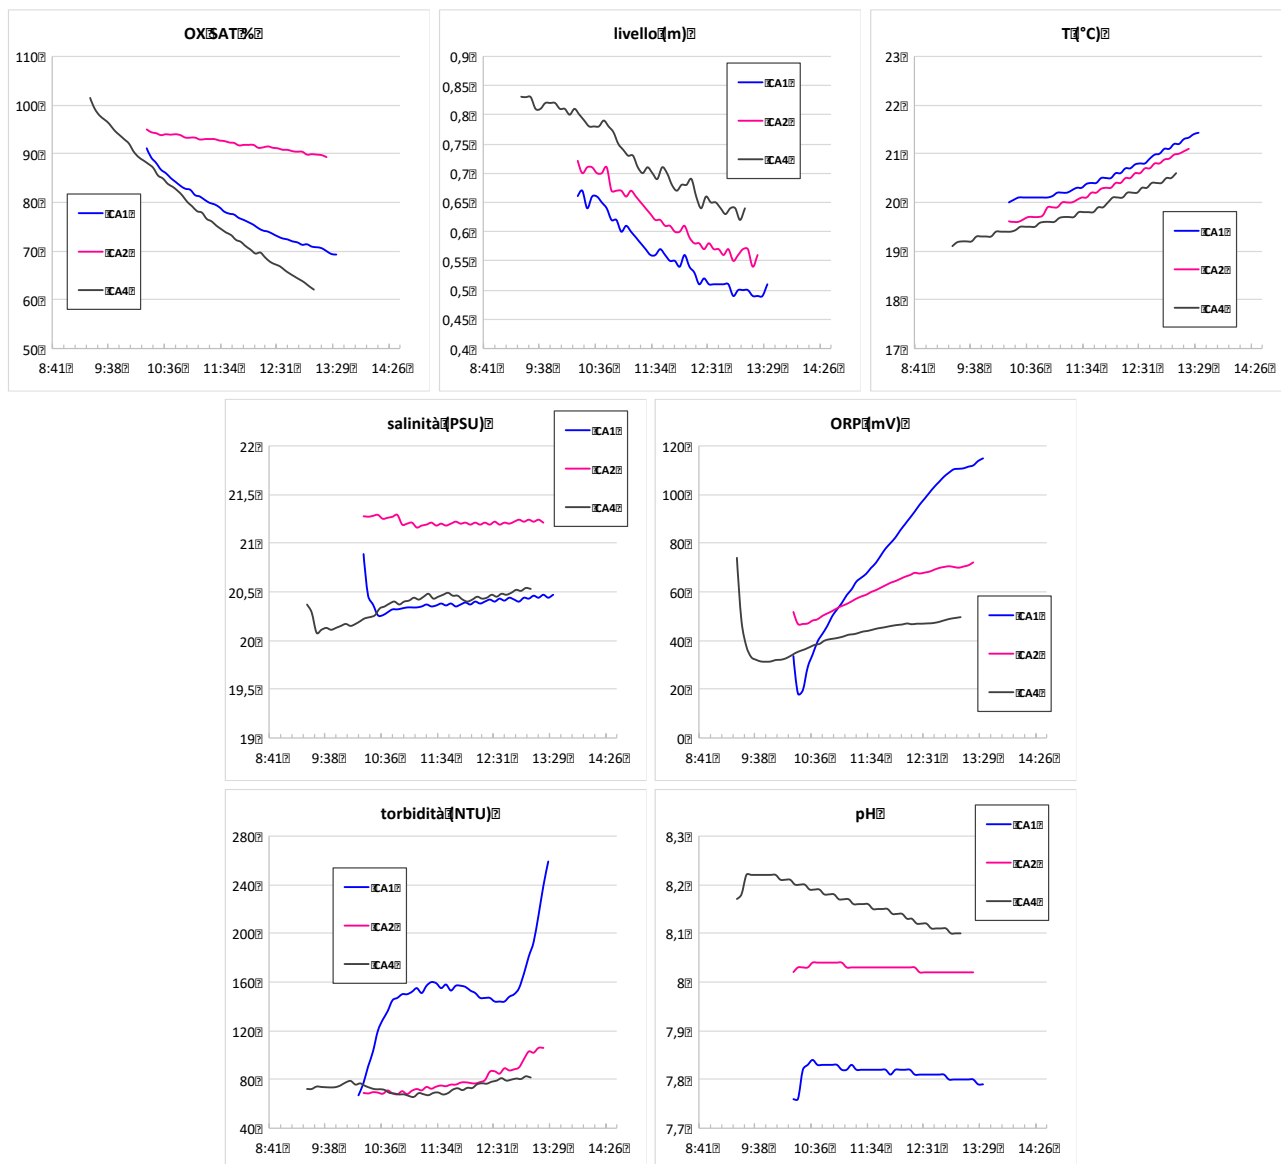 OX SAT %
110
100
90
80
70
60
50
8:41 9:38 10:36 11:34 12:31 13:29 14:26
CA1
CA2
CA4
livello (m)
0,9
0,85
0,8
0,75
0,7
0,65
0,6
0,55
0,5
0,45
0,4
8:41 9:38 10:36 11:34 12:31 13:29 14:26
CA1
CA2
CA4
T (°C)
23
22
21
20
19
18
17
8:41 9:38 10:36 11:34 12:31 13:29 14:26
CA1
CA2
CA4
salinità (PSU)
22
21,5
21
20,5
20
19,5
19
8:41 9:38 10:36 11:34 12:31 13:29 14:26
CA1
CA2
CA4
ORP (mV)
120
100
80
60
40
20
0
8:41 9:38 10:36 11:34 12:31 13:29 14:26
CA1
CA2
CA4
torbidità (NTU)
280
240
200
160
120
80
40
8:41 9:38 10:36 11:34 12:31 13:29 14:26
CA1
CA2
CA4
pH
8,3
8,2
8,1
8
7,9
7,8
7,7
8:41 9:38 10:36 11:34 12:31 13:29 14:26
CA1
CA2
CA4